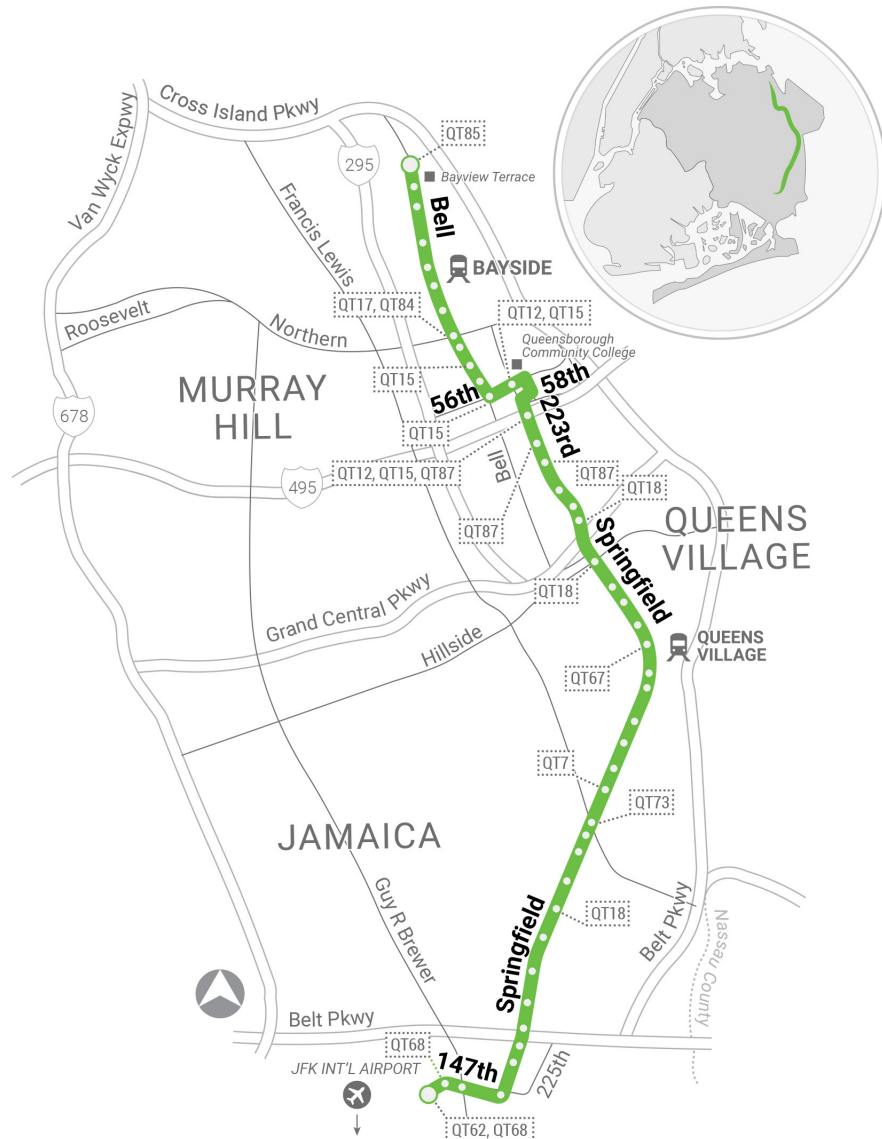 Cross Island Pkwy
QT85
Van Wyck Expwy
295
Bayview Terrace
Francis Lewis
Bell
BAYSIDE
QT17, QT84
QT12, QT15
Roosevelt
Northern
Queensborough
Community College
MURRAY
HILL
QT15
56th
58th
223rd
678
QT15
QT12, QT15, QT87
Bell
495
QT87
QT18
QT87
QUEENS
VILLAGE
Springfield
QT18
Grand Central Pkwy
Hillside
QUEENS
VILLAGE
QT67
QT7
QT73
JAMAICA
Guy R Brewer
QT18
Belt Pkwy
Nassau County
Springfield
Belt Pkwy
QT68
147th
225th
JFK INT'L AIRPORT
QT62, QT68